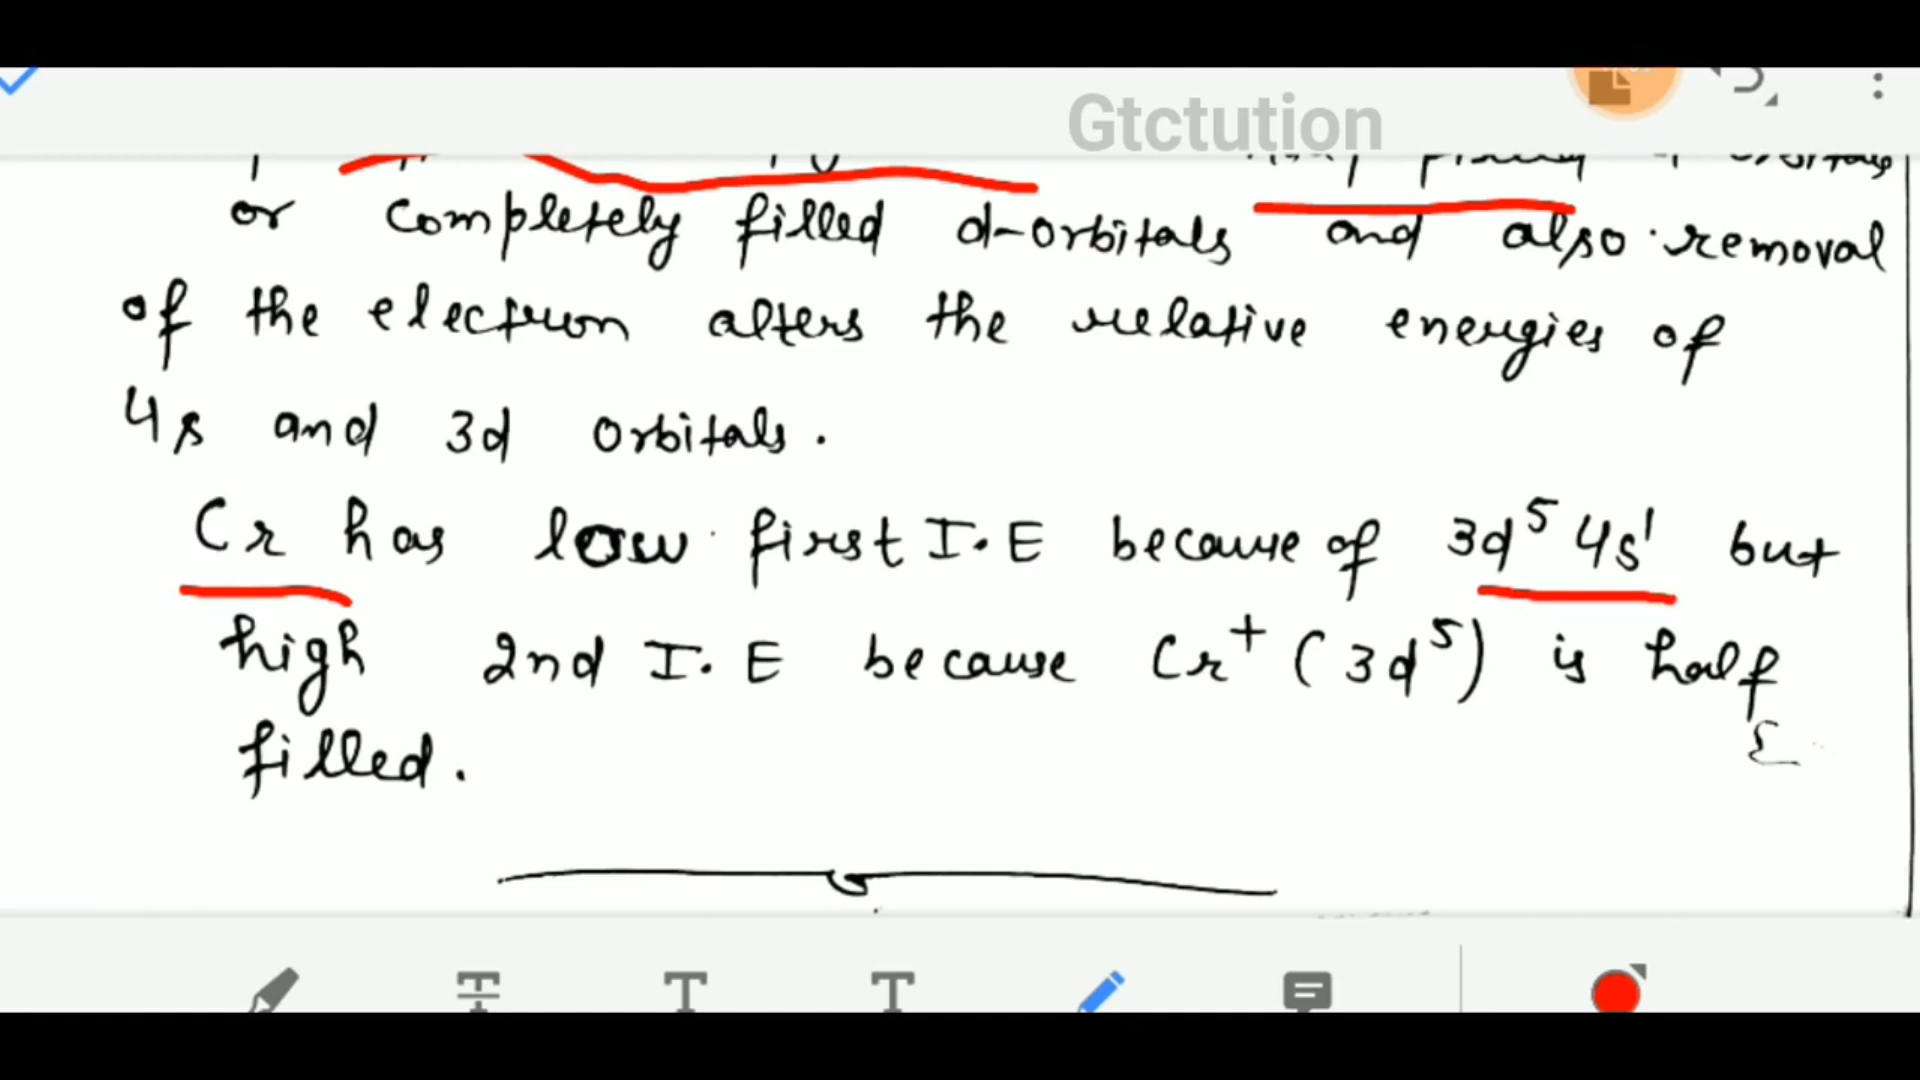 Gtctution
or completely filled d-orbitals and also removal
of the electron alters the relative energies of
4s and 3d orbitals.
Cr has low first I.E because of 3d⁵ 4s¹ but
high 2nd I.E because Cr⁺ (3d⁵) is half
filled.